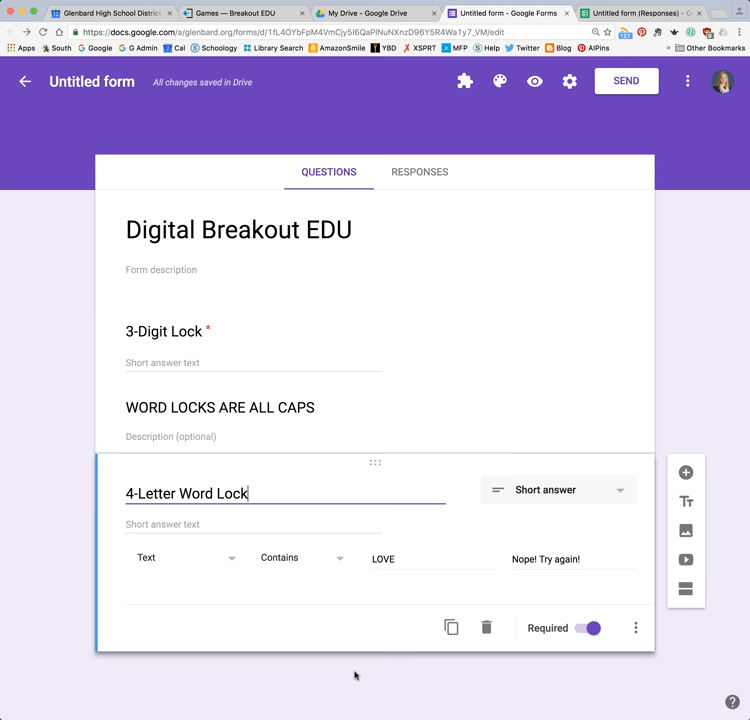 Glenbard High School District
Games — Breakout EDU
My Drive - Google Drive
Untitled form - Google Forms
Untitled form (Responses) - G
https://docs.google.com/a/glenbard.org/forms/d/1fL4OYbFpM4VmCjy5I6QaPlNuNXnzD96Y5R4Wa1y7_VM/edit
Apps
South
Google
G Admin
Cal
Schoology
Library Search
AmazonSmile
YBD
XSPRT
MFP
Help
Twitter
Blog
AIPins
»
Other Bookmarks
Untitled form
All changes saved in Drive
SEND
QUESTIONS
RESPONSES
Digital Breakout EDU
Form description
3-Digit Lock *
Short answer text
WORD LOCKS ARE ALL CAPS
Description (optional)
4-Letter Word Lock
Short answer
Short answer text
Text
Contains
LOVE
Nope! Try again!
Required